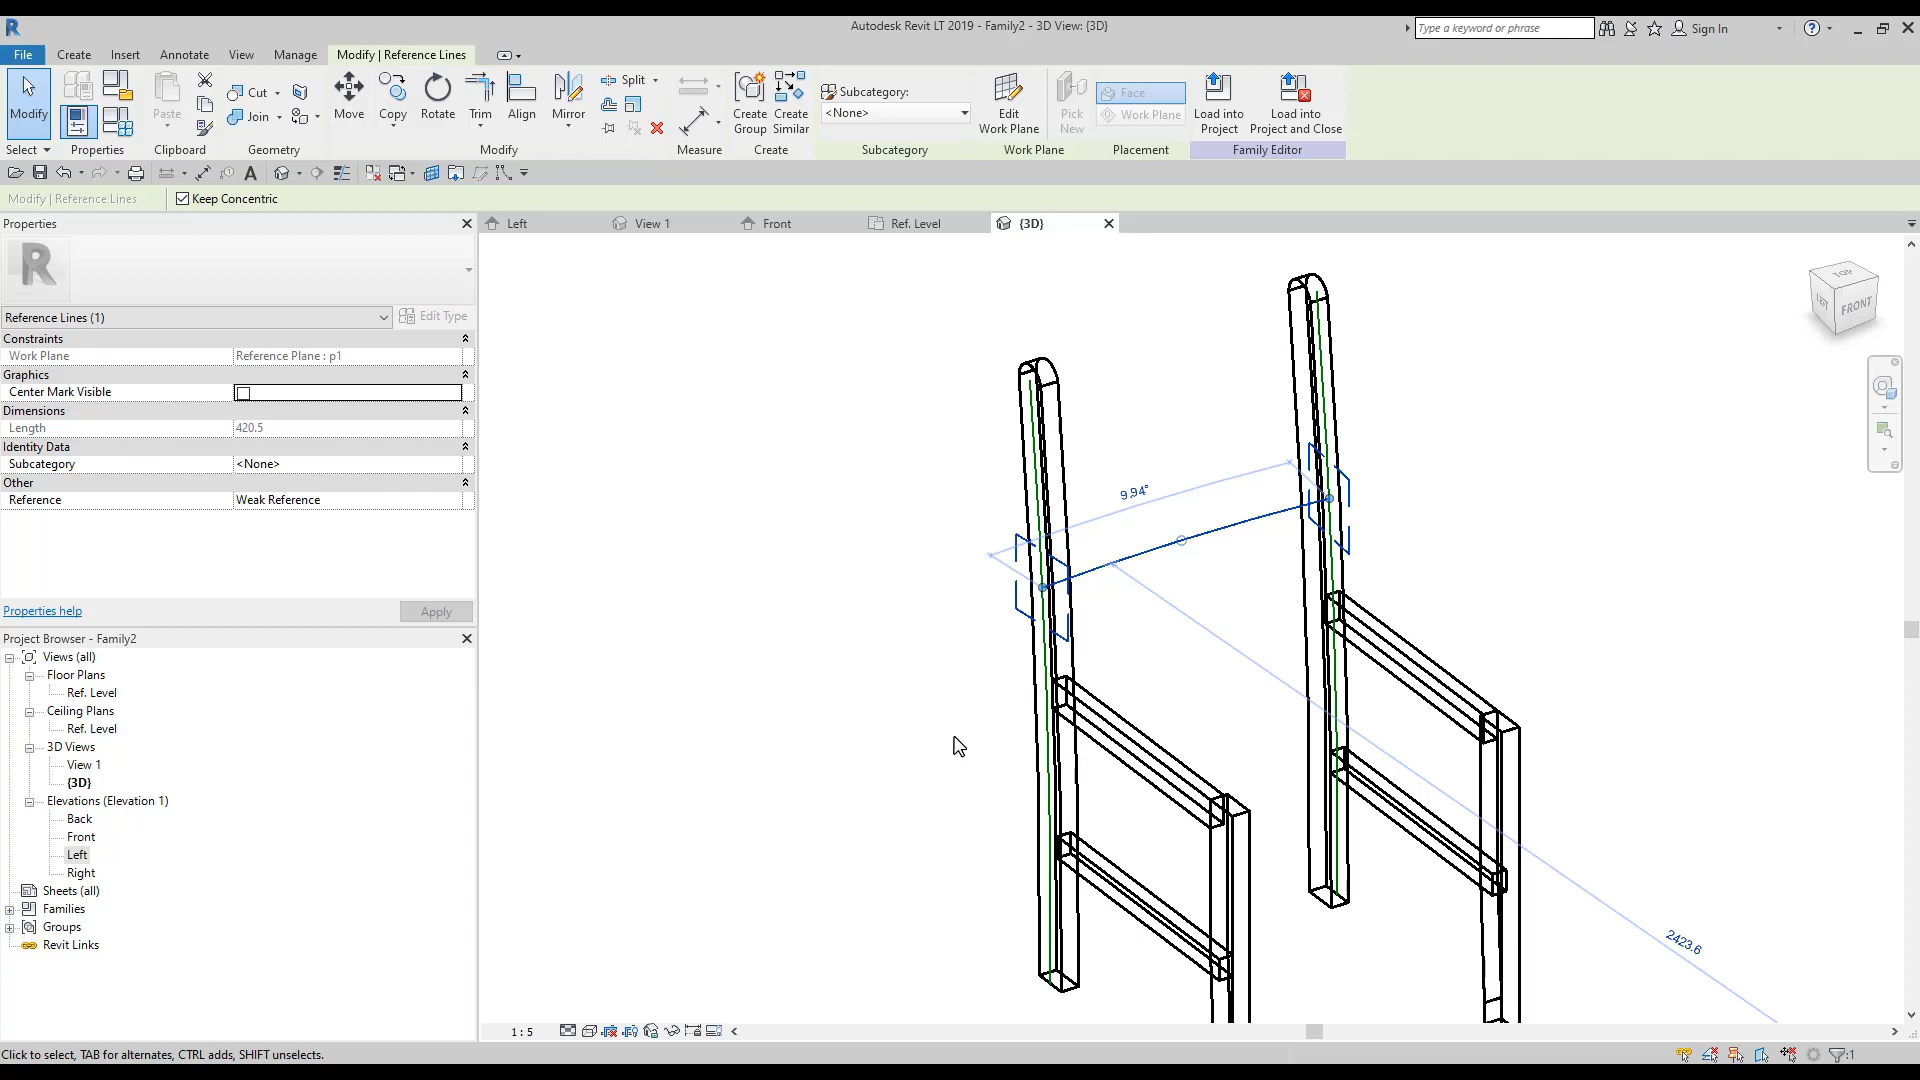 Autodesk Revit LT 2019 - Family2 - 3D View: {3D}
Type a keyword or phrase
Sign In
File
Create
Insert
Annotate
View
Manage
Modify | Reference Lines
Modify
Paste
Cut
Join
Move
Copy
Rotate
Trim
Align
Mirror
Split
Create Group
Create Similar
Subcategory:
<None>
Edit Work Plane
Pick New
Face
Work Plane
Load into Project
Load into Project and Close
Select
Properties
Clipboard
Geometry
Modify
Measure
Create
Subcategory
Work Plane
Placement
Family Editor
Modify | Reference Lines
Keep Concentric
Properties
Left
View 1
Front
Ref. Level
{3D}
Reference Lines (1)
Edit Type
Constraints
Work Plane
Reference Plane : p1
Graphics
Center Mark Visible
Dimensions
Length
420.5
Identity Data
Subcategory
<None>
Other
Reference
Weak Reference
Properties help
Apply
Project Browser - Family2
Views (all)
Floor Plans
Ref. Level
Ceiling Plans
Ref. Level
3D Views
View 1
{3D}
Elevations (Elevation 1)
Back
Front
Left
Right
Sheets (all)
Families
Groups
Revit Links
9.94°
2423.6
TOP
LEFT
FRONT
1 : 5
Click to select, TAB for alternates, CTRL adds, SHIFT unselects.
:1